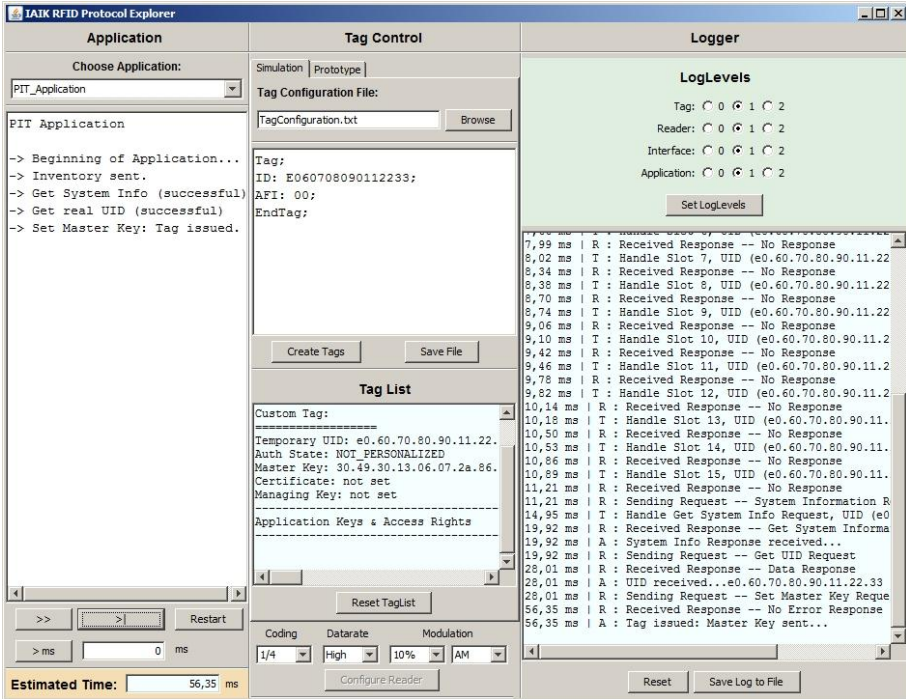 IAIK RFID Protocol Explorer
Application
Choose Application:
PIT_Application
PIT Application
-> Beginning of Application...
-> Inventory sent.
-> Get System Info (successful)
-> Get real UID (successful)
-> Set Master Key: Tag issued.
>>
>|
Restart
> ms
0 ms
Estimated Time: 56,35 ms
Tag Control
Simulation Prototype
Tag Configuration File:
TagConfiguration.txt Browse
Tag;
ID: E060708090112233;
AFI: 00;
EndTag;
Create Tags Save File
Tag List
Custom Tag:
==================
Temporary UID: e0.60.70.80.90.11.22.
Auth State: NOT_PERSONALIZED
Master Key: 30.49.30.13.06.07.2a.86.
Certificate: not set
Managing Key: not set
------------------------------------
Application Keys & Access Rights
------------------------------------
Reset TagList
Coding Datarate Modulation
1/4 High 10% AM
Configure Reader
Logger
LogLevels
Tag: 0 1 2
Reader: 0 1 2
Interface: 0 1 2
Application: 0 1 2
Set LogLevels
7,99 ms | R : Received Response -- No Response
8,02 ms | T : Handle Slot 7, UID (e0.60.70.80.90.11.22
8,34 ms | R : Received Response -- No Response
8,38 ms | T : Handle Slot 8, UID (e0.60.70.80.90.11.22
8,70 ms | R : Received Response -- No Response
8,74 ms | T : Handle Slot 9, UID (e0.60.70.80.90.11.22
9,06 ms | R : Received Response -- No Response
9,10 ms | T : Handle Slot 10, UID (e0.60.70.80.90.11.2
9,42 ms | R : Received Response -- No Response
9,46 ms | T : Handle Slot 11, UID (e0.60.70.80.90.11.2
9,78 ms | R : Received Response -- No Response
9,82 ms | T : Handle Slot 12, UID (e0.60.70.80.90.11.2
10,14 ms | R : Received Response -- No Response
10,18 ms | T : Handle Slot 13, UID (e0.60.70.80.90.11.
10,50 ms | R : Received Response -- No Response
10,53 ms | T : Handle Slot 14, UID (e0.60.70.80.90.11.
10,86 ms | R : Received Response -- No Response
10,89 ms | T : Handle Slot 15, UID (e0.60.70.80.90.11.
11,21 ms | R : Received Response -- No Response
11,21 ms | R : Sending Request -- System Information R
14,95 ms | T : Handle Get System Info Request, UID (e0
19,92 ms | R : Received Response -- Get System Informa
19,92 ms | A : System Info Response received...
19,92 ms | R : Sending Request -- Get UID Request
28,01 ms | R : Received Response -- Data Response
28,01 ms | A : UID received...e0.60.70.80.90.11.22.33
28,01 ms | R : Sending Request -- Set Master Key Reque
56,35 ms | R : Received Response -- No Error Response
56,35 ms | A : Tag issued: Master Key sent...
Reset Save Log to File